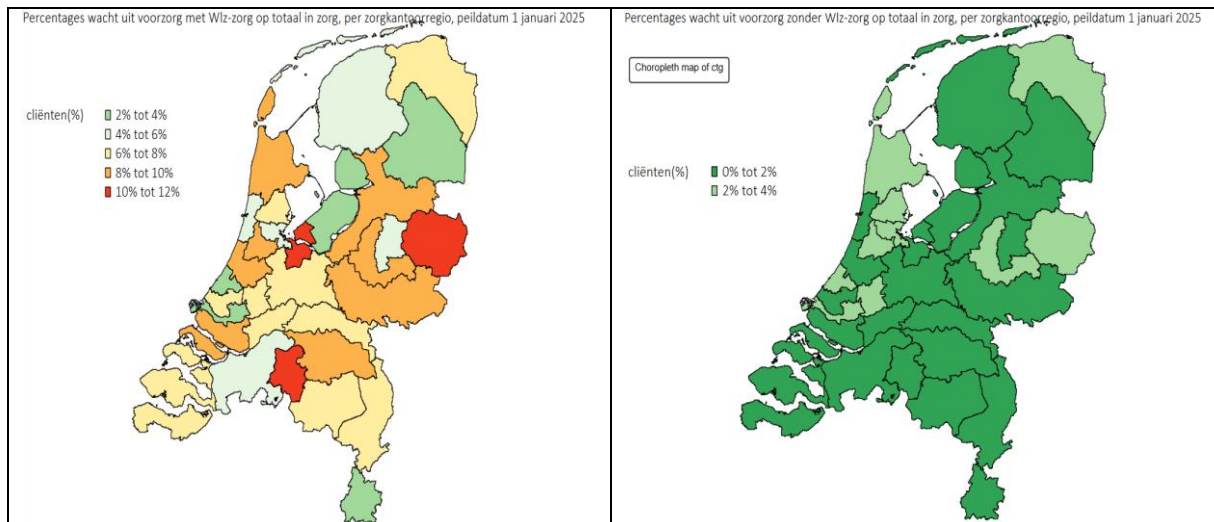 Percentages wacht uit voorzorg met Wlz-zorg op totaal in zorg, per zorgkantoorregio, peildatum 1 januari 2025
cliënten(%)
2% tot 4%
4% tot 6%
6% tot 8%
8% tot 10%
10% tot 12%
Percentages wacht uit voorzorg zonder Wlz-zorg op totaal in zorg, per zorgkantoorregio, peildatum 1 januari 2025
Choropleth map of ctg
cliënten(%)
0% tot 2%
2% tot 4%